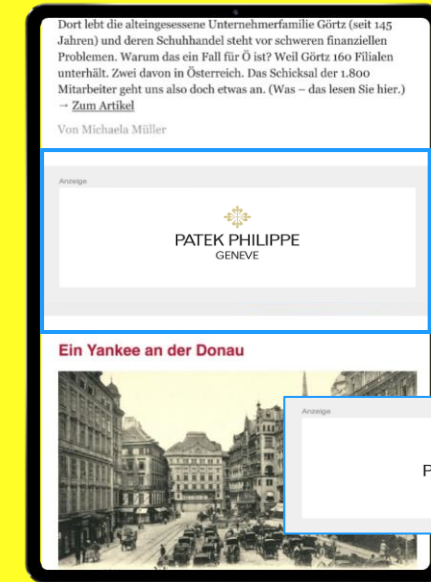 Dort lebt die alteingesessene Unternehmerfamilie Görtz (seit 145
Jahren) und deren Schuhhandel steht vor schweren finanziellen
Problemen. Warum das ein Fall für Ö ist? Weil Görtz 160 Filialen
unterhält. Zwei davon in Österreich. Das Schicksal der 1.800
Mitarbeiter geht uns also doch etwas an. (Was – das lesen Sie hier.)
→ Zum Artikel
Von Michaela Müller
Anzeige
PATEK PHILIPPE
GENEVE
Ein Yankee an der Donau
Anzeige
P